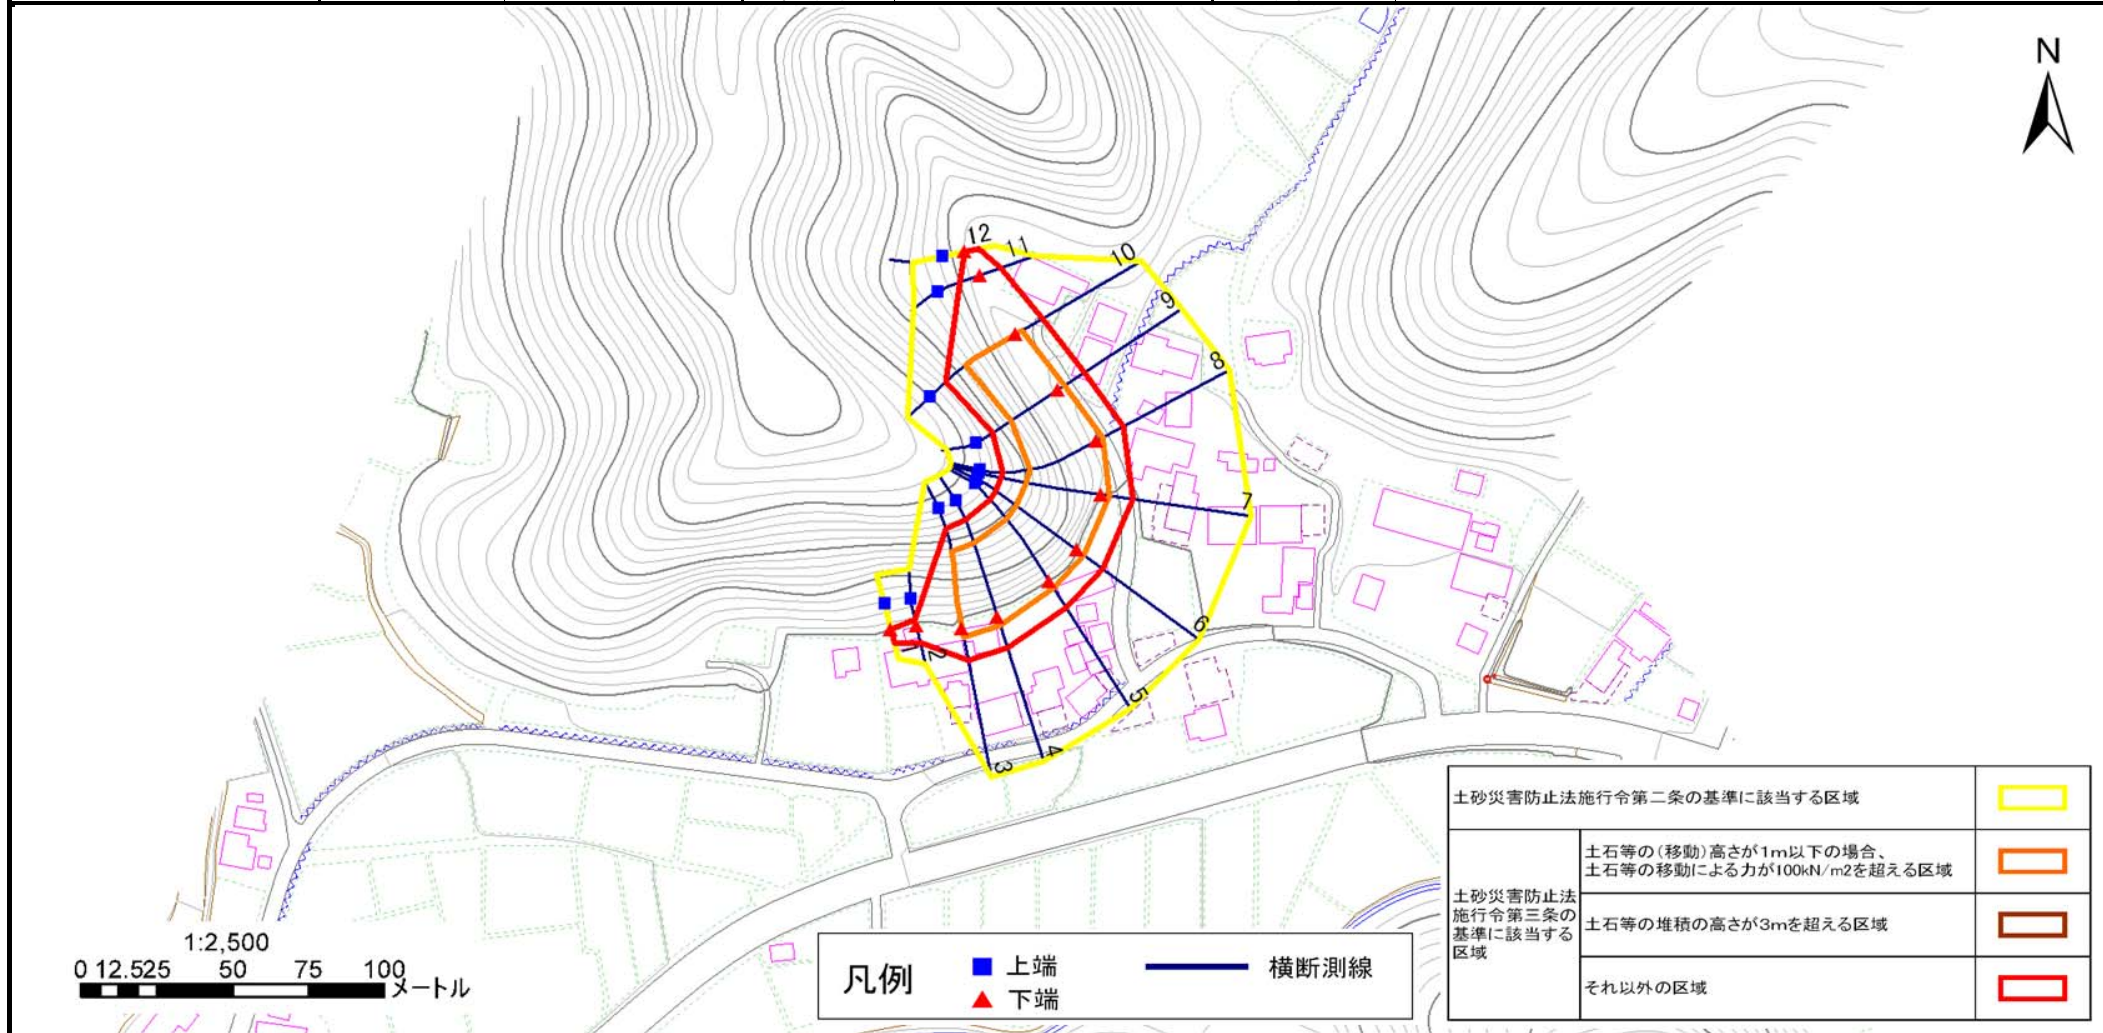 N
12
11
10
9
8
7
6
5
4
3
2
1
1:2,500
0 12.525 50 75 100
メートル
凡例
上端
下端
横断測線
土砂災害防止法施行令第二条の基準に該当する区域
土砂災害防止法
施行令第三条の
基準に該当する
区域
土石等の(移動)高さが1m以下の場合、
土石等の移動による力が100kN/m2を超える区域
土石等の堆積の高さが3mを超える区域
それ以外の区域